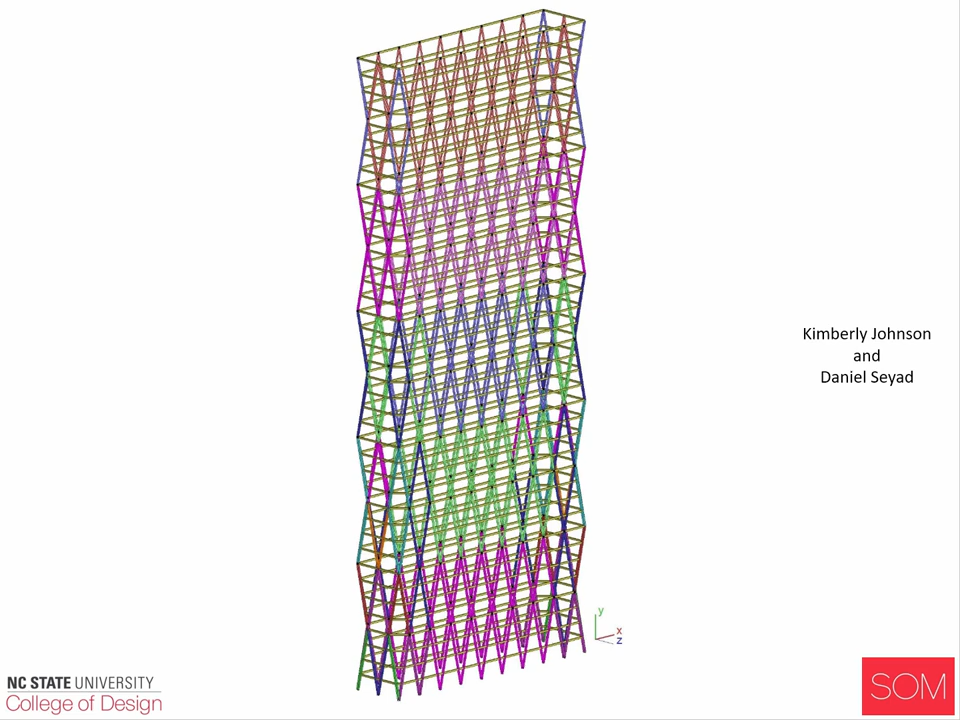 Kimberly Johnson
and
Daniel Seyad
y
x
z
NC STATE UNIVERSITY
College of Design
SOM